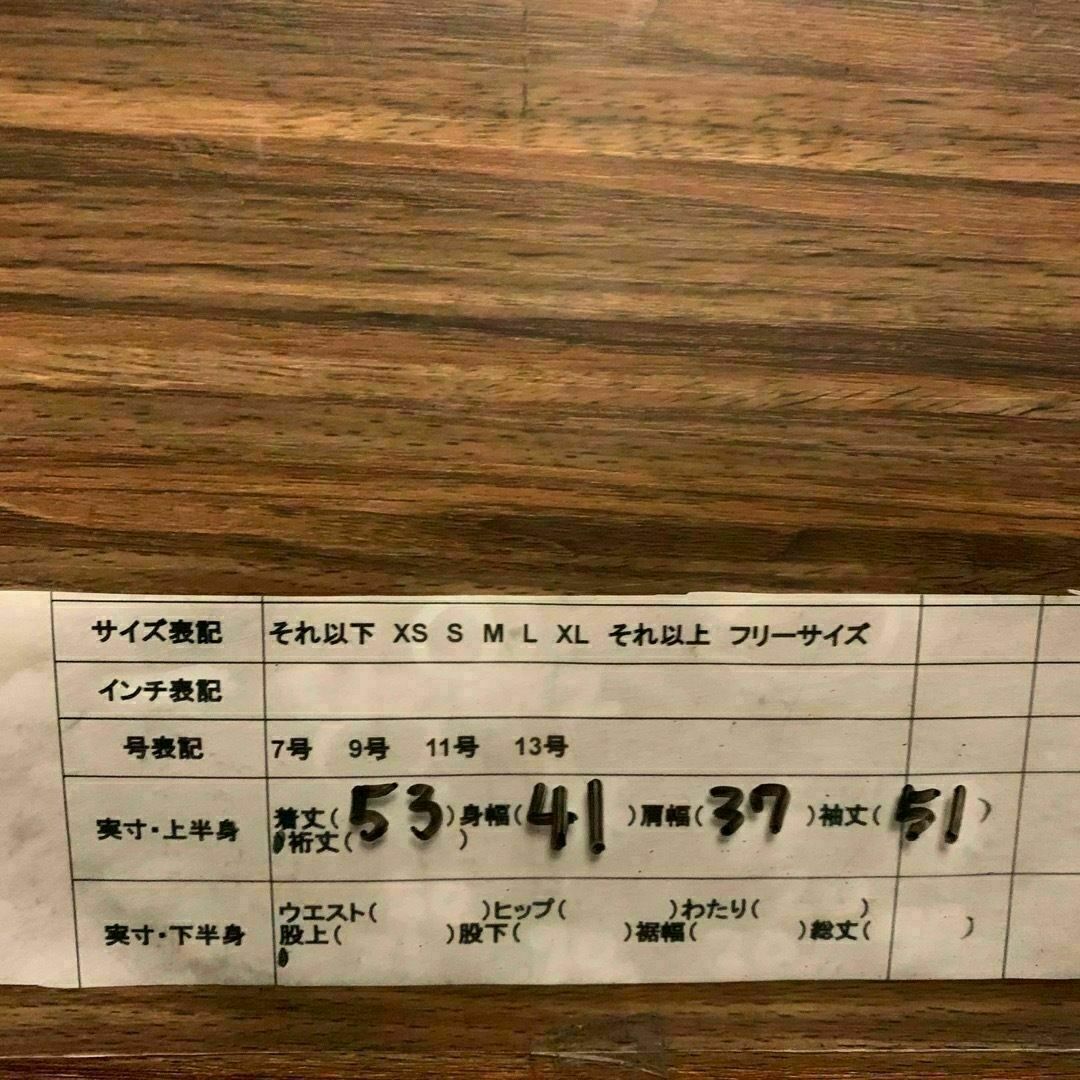 サイズ表記 それ以下 XS S M L XL それ以上 フリーサイズ
インチ表記
号表記 7号 9号 11号 13号
実寸・上半身 着丈(53)身幅(41)肩幅(37)袖丈(51)
裄丈( )
実寸・下半身 ウエスト( )ヒップ( )わたり( )
股上( )股下( )裾幅( )総丈( )